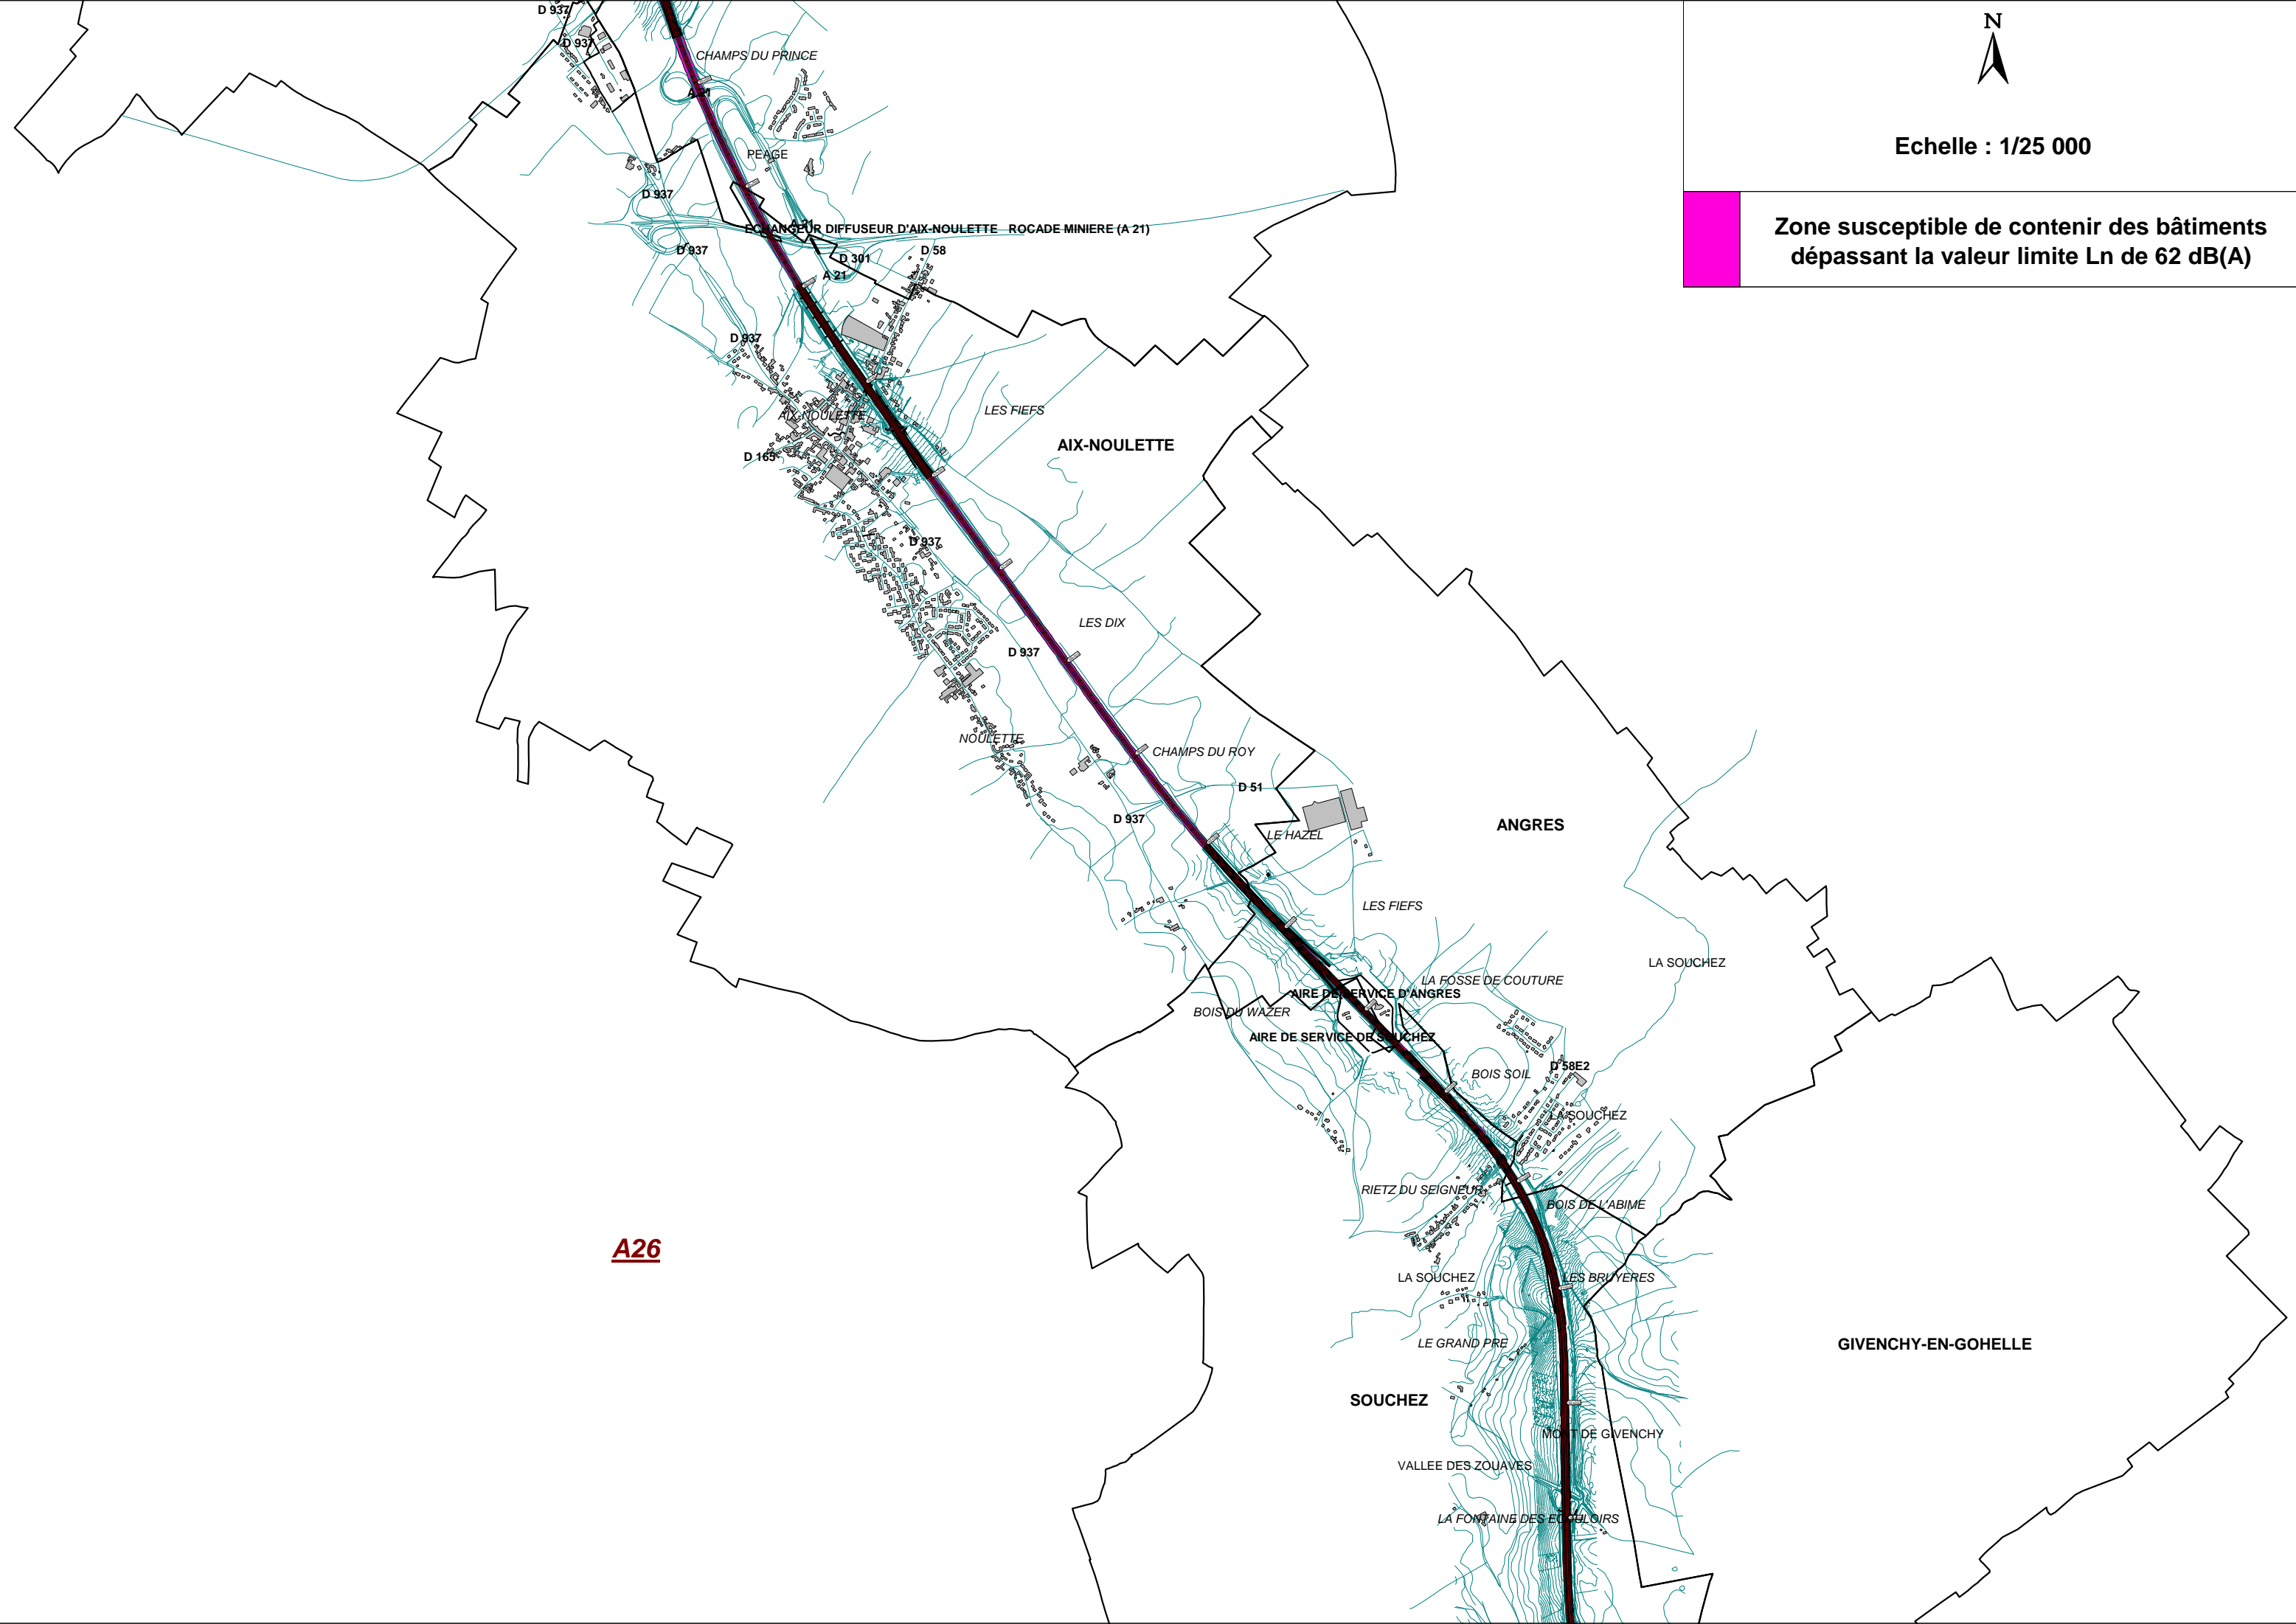 D 937
N
D 937
CHAMPS DU PRINCE
A 21
Echelle : 1/25 000
PEAGE
D 937
Zone susceptible de contenir des bâtiments
dépassant la valeur limite Ln de 62 dB(A)
A 21
ECHANGEUR DIFFUSEUR D'AIX-NOULETTE ROCADE MINIERE (A 21)
D 937
D 58
D 301
A 21
D 937
LES FIEFS
AIX-NOULETTE
AIX-NOULETTE
D 165
D 937
LES DIX
D 937
NOULETTE
CHAMPS DU ROY
D 51
D 937
ANGRES
LE HAZEL
LES FIEFS
LA SOUCHEZ
LA FOSSE DE COUTURE
AIRE DE SERVICE D'ANGRES
BOIS DU WAZER
AIRE DE SERVICE DE SOUCHEZ
D 58E2
BOIS SOIL
LA SOUCHEZ
RIETZ DU SEIGNEUR
BOIS DE L'ABIME
A26
LA SOUCHEZ
LES BRUYERES
LE GRAND PRE
GIVENCHY-EN-GOHELLE
SOUCHEZ
MONT DE GIVENCHY
VALLEE DES ZOUAVES
LA FONTAINE DES ECOULOIRS